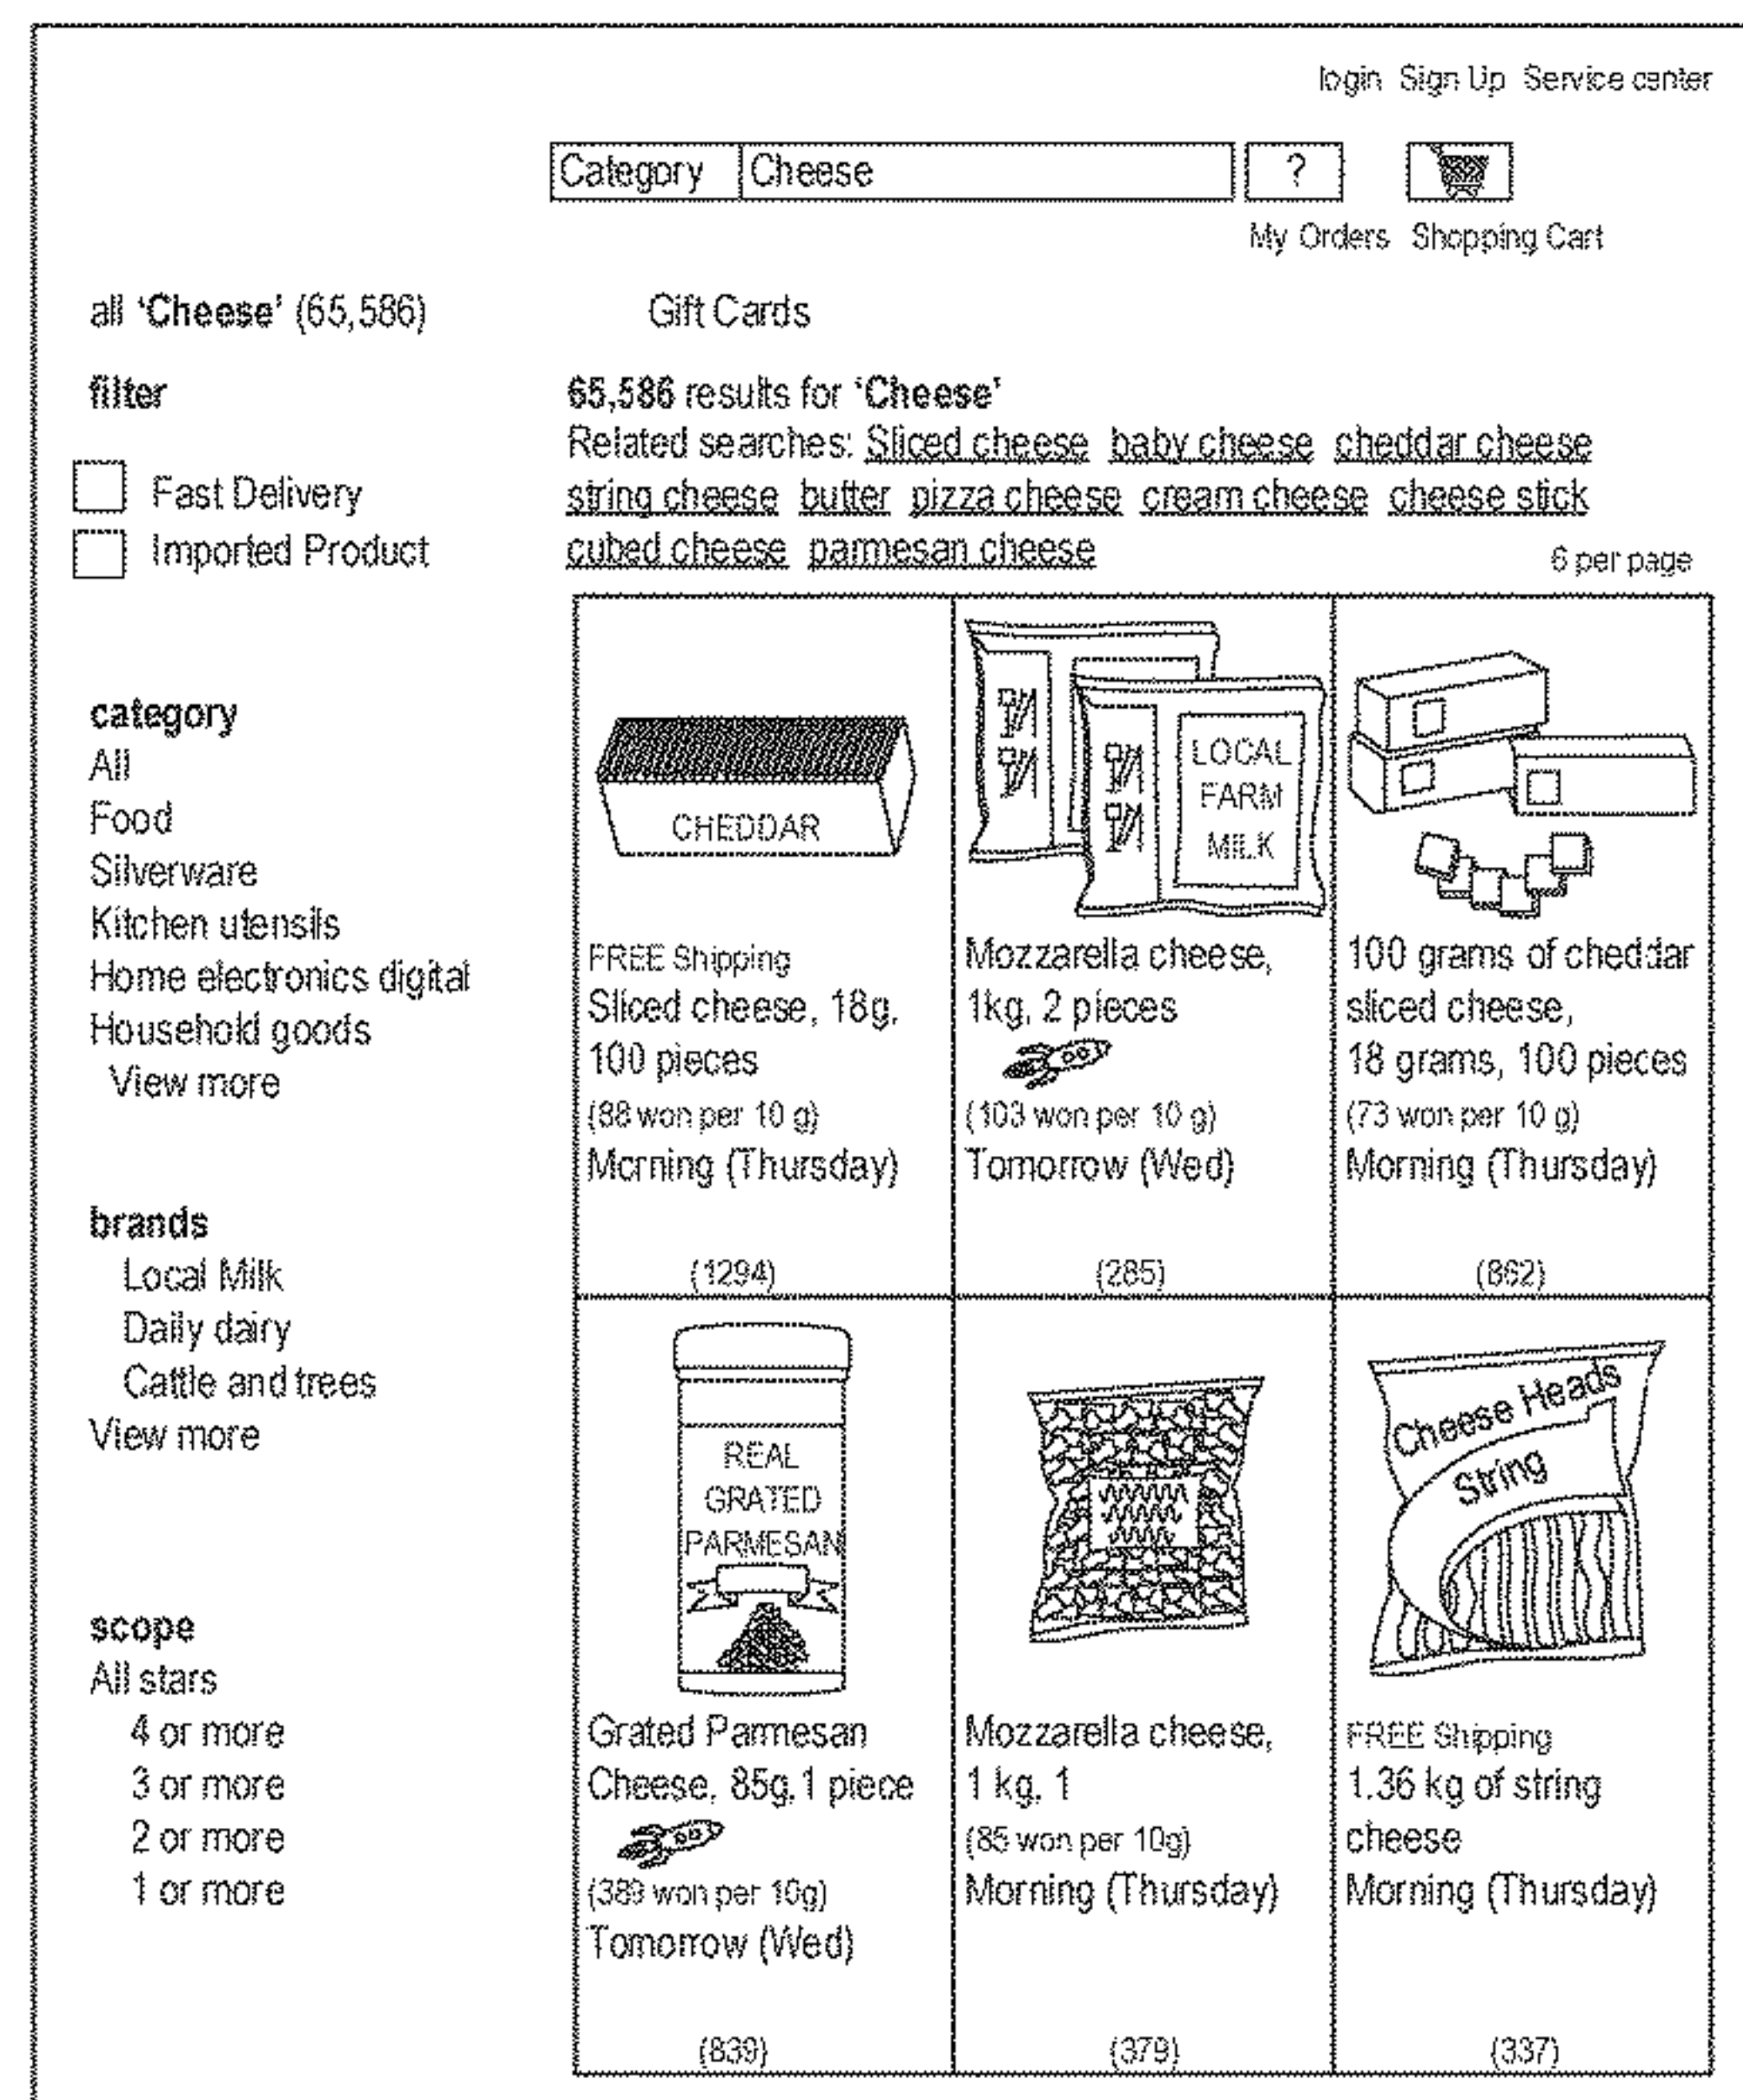 login Sign Up Service center
Category Cheese ?
My Orders Shopping Cart
all 'Cheese' (65,586) Gift Cards
filter
Fast Delivery
Imported Product
category
All
Food
Silverware
Kitchen utensils
Home electronics digital
Household goods
View more
brands
Local Milk
Daily dairy
Cattle and trees
View more
scope
All stars
4 or more
3 or more
2 or more
1 or more
65,586 results for 'Cheese'
Related searches: Sliced cheese baby cheese cheddar cheese
string cheese butter pizza cheese cream cheese cheese stick
cubed cheese parmesan cheese
6 per page
CHEDDAR
FREE Shipping
Sliced cheese, 18g,
100 pieces
(88 won per 10 g)
Morning (Thursday)
(1294)
LOCAL
FARM
MILK
Mozzarella cheese,
1kg, 2 pieces
(103 won per 10 g)
Tomorrow (Wed)
(285)
100 grams of cheddar
sliced cheese,
18 grams, 100 pieces
(73 won per 10 g)
Morning (Thursday)
(862)
REAL
GRATED
PARMESAN
Grated Parmesan
Cheese, 85g, 1 piece
(389 won per 10g)
Tomorrow (Wed)
(839)
Mozzarella cheese,
1 kg, 1
(85 won per 10g)
Morning (Thursday)
(379)
Cheese Heads
String
FREE Shipping
1.36 kg of string
cheese
Morning (Thursday)
(337)